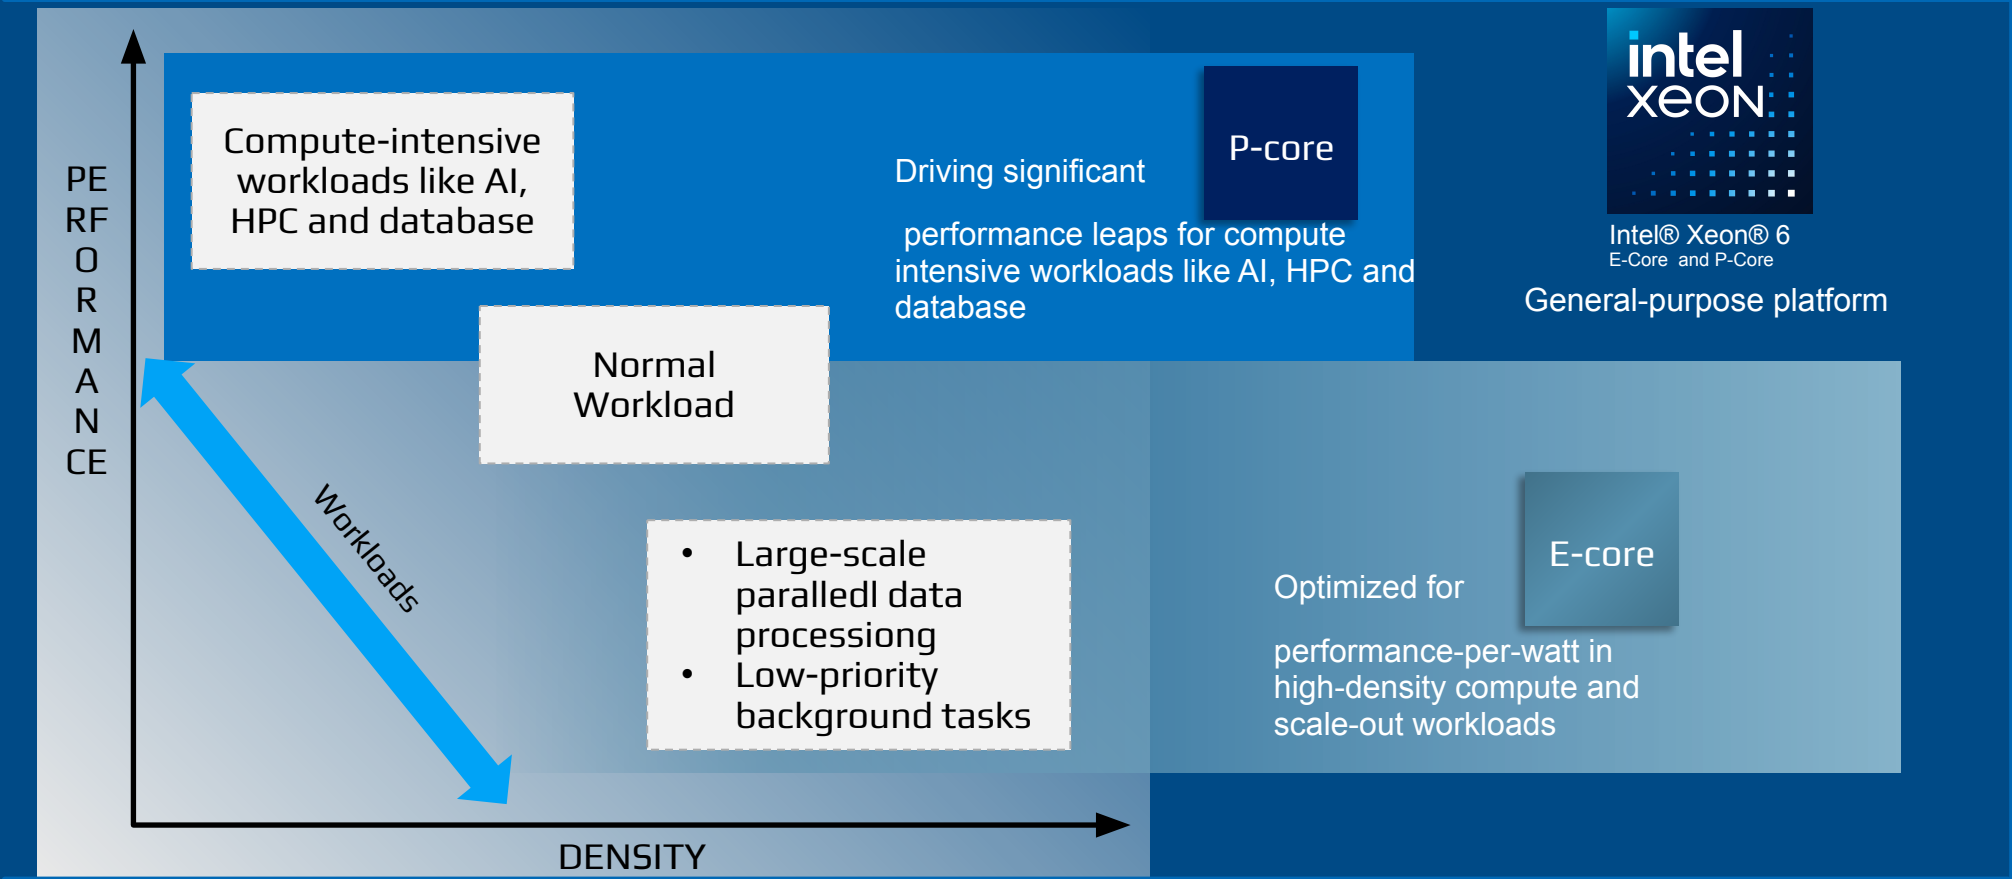 PE
RF
O
R
M
A
N
CE
Compute-intensive
workloads like AI,
HPC and database
Normal
Workload
• Large-scale
paralledl data
processiong
• Low-priority
background tasks
Workloads
DENSITY
P-core
Driving significant
performance leaps for compute
intensive workloads like AI, HPC and
database
E-core
Optimized for
performance-per-watt in
high-density compute and
scale-out workloads
intel
xeon
Intel® Xeon® 6
E-Core and P-Core
General-purpose platform